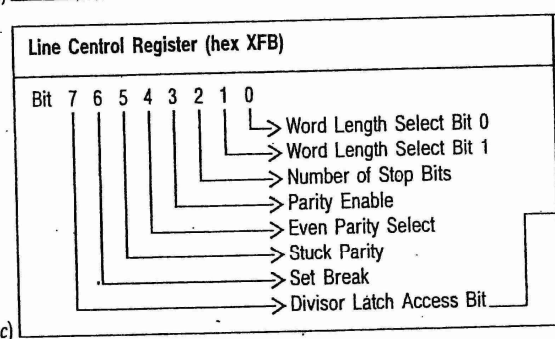 Line Control Register (hex XFB)
Bit 7 6 5 4 3 2 1 0
Word Length Select Bit 0
Word Length Select Bit 1
Number of Stop Bits
Parity Enable
Even Parity Select
Stuck Parity
Set Break
Divisor Latch Access Bit
c)